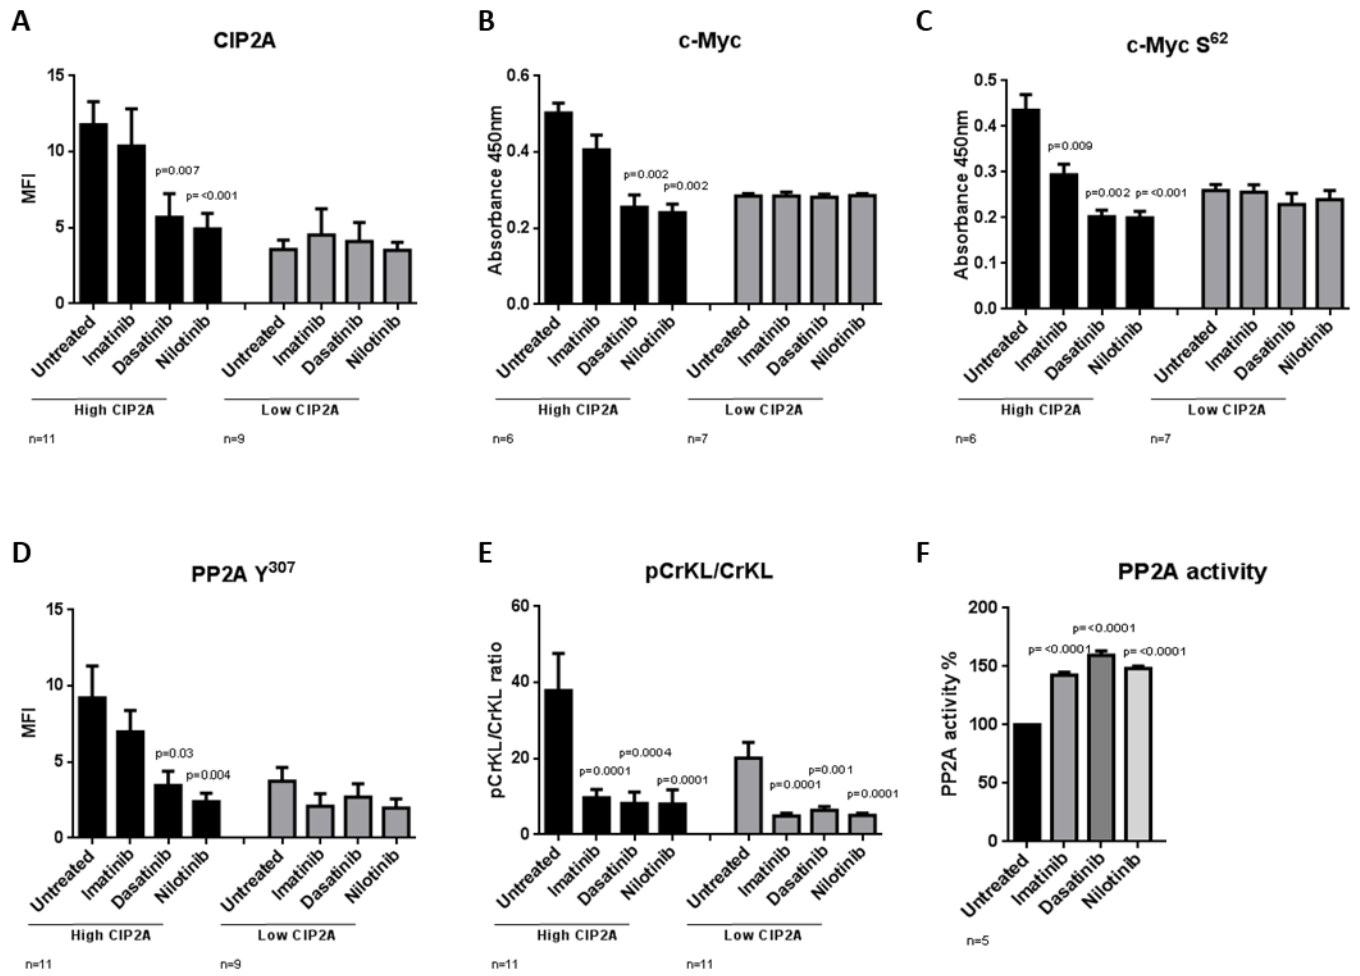 A
CIP2A
MFI
15
10
5
0
p=0.007
p=<0.001
Untreated
Imatinib
Dasatinib
Nilotinib
Untreated
Imatinib
Dasatinib
Nilotinib
High CIP2A
Low CIP2A
n=11
n=9
B
c-Myc
Absorbance 450nm
0.6
0.4
0.2
0.0
p=0.002
p=0.002
Untreated
Imatinib
Dasatinib
Nilotinib
Untreated
Imatinib
Dasatinib
Nilotinib
High CIP2A
Low CIP2A
n=6
n=7
C
c-Myc S62
Absorbance 450nm
0.5
0.4
0.3
0.2
0.1
0.0
p=0.009
p=0.002
p=<0.001
Untreated
Imatinib
Dasatinib
Nilotinib
Untreated
Imatinib
Dasatinib
Nilotinib
High CIP2A
Low CIP2A
n=6
n=7
D
PP2A Y307
MFI
15
10
5
0
p=0.03
p=0.004
Untreated
Imatinib
Dasatinib
Nilotinib
Untreated
Imatinib
Dasatinib
Nilotinib
High CIP2A
Low CIP2A
n=11
n=9
E
pCrKL/CrKL
pCrKL/CrKL ratio
60
40
20
0
p=0.0001
p=0.0004
p=0.0001
p=0.0001
p=0.001
p=0.0001
Untreated
Imatinib
Dasatinib
Nilotinib
Untreated
Imatinib
Dasatinib
Nilotinib
High CIP2A
Low CIP2A
n=11
n=11
F
PP2A activity
PP2A activity %
200
150
100
50
0
p=<0.0001
p=<0.0001
p=<0.0001
Untreated
Imatinib
Dasatinib
Nilotinib
n=5